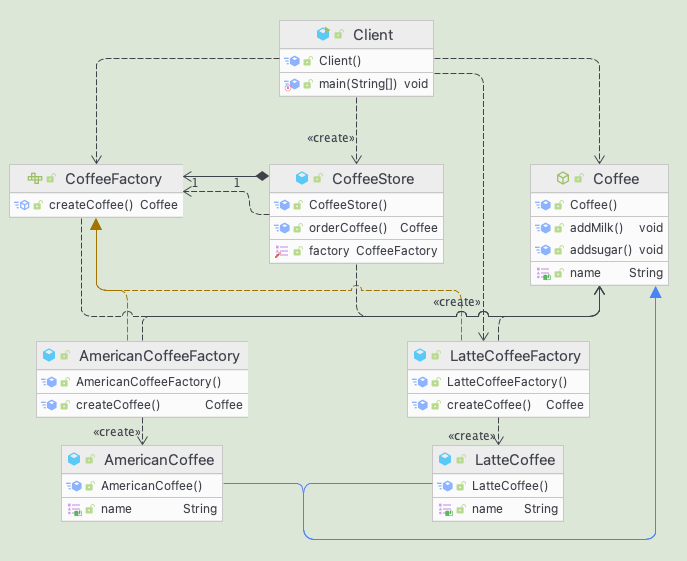 Client
Client()
main(String[]) void
«create»
CoffeeFactory
createCoffee() Coffee
1
1
CoffeeStore
CoffeeStore()
orderCoffee() Coffee
factory CoffeeFactory
Coffee
Coffee()
addMilk() void
addsugar() void
name String
«create»
AmericanCoffeeFactory
AmericanCoffeeFactory()
createCoffee() Coffee
LatteCoffeeFactory
LatteCoffeeFactory()
createCoffee() Coffee
«create»
«create»
AmericanCoffee
AmericanCoffee()
name String
LatteCoffee
LatteCoffee()
name String